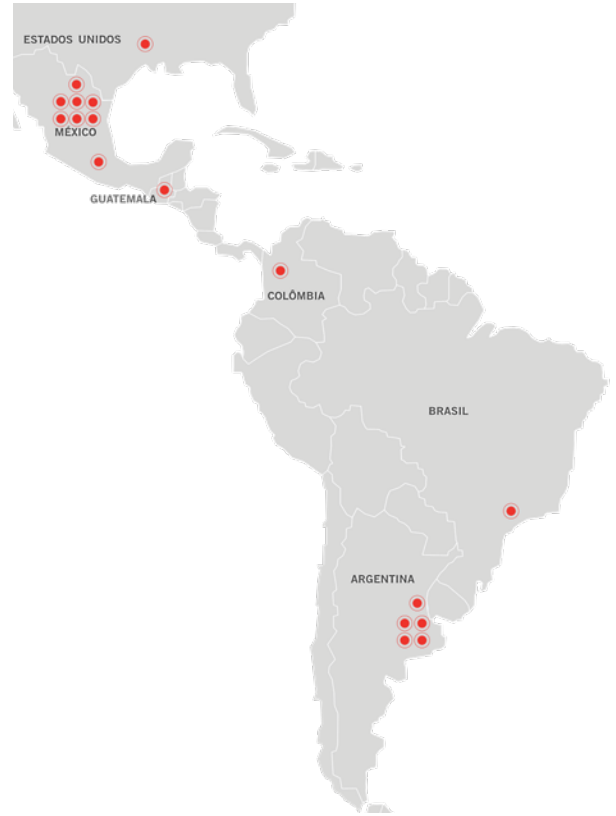 ESTADOS UNIDOS
MÉXICO
GUATEMALA
COLÔMBIA
BRASIL
ARGENTINA